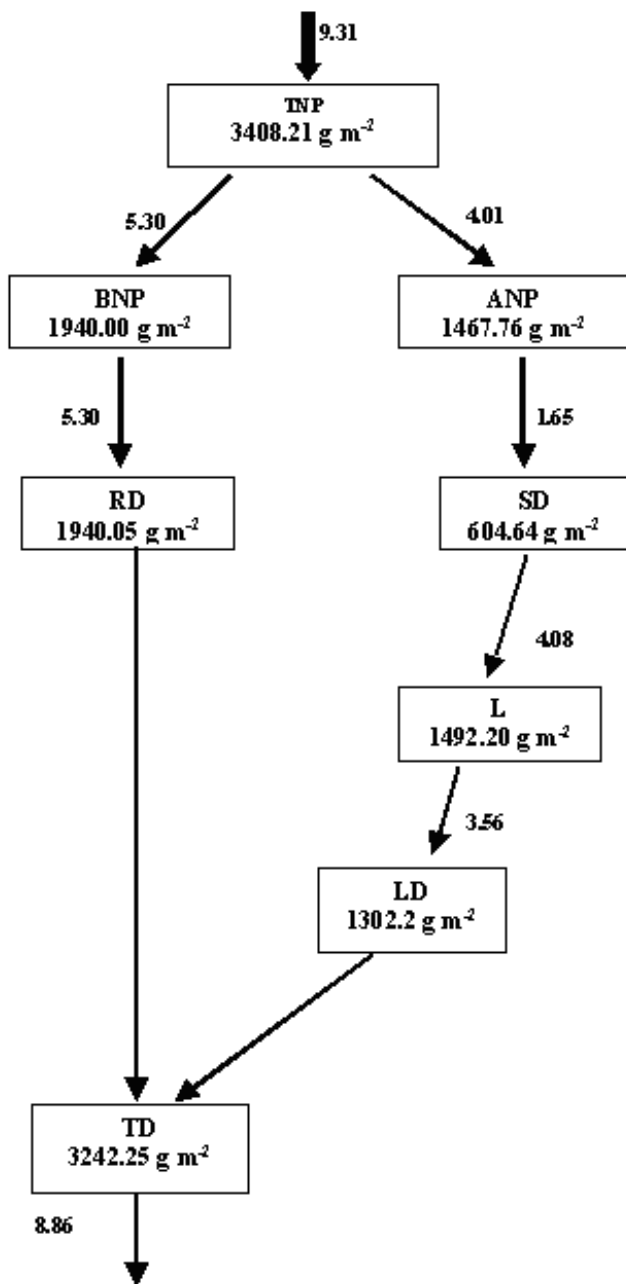 9.31
TNP
3408.21 g m⁻²
5.30
4.01
BNP
1940.00 g m⁻²
ANP
1467.76 g m⁻²
5.30
1.65
RD
1940.05 g m⁻²
SD
604.64 g m⁻²
4.08
L
1492.20 g m⁻²
3.56
LD
1302.2 g m⁻²
TD
3242.25 g m⁻²
8.86